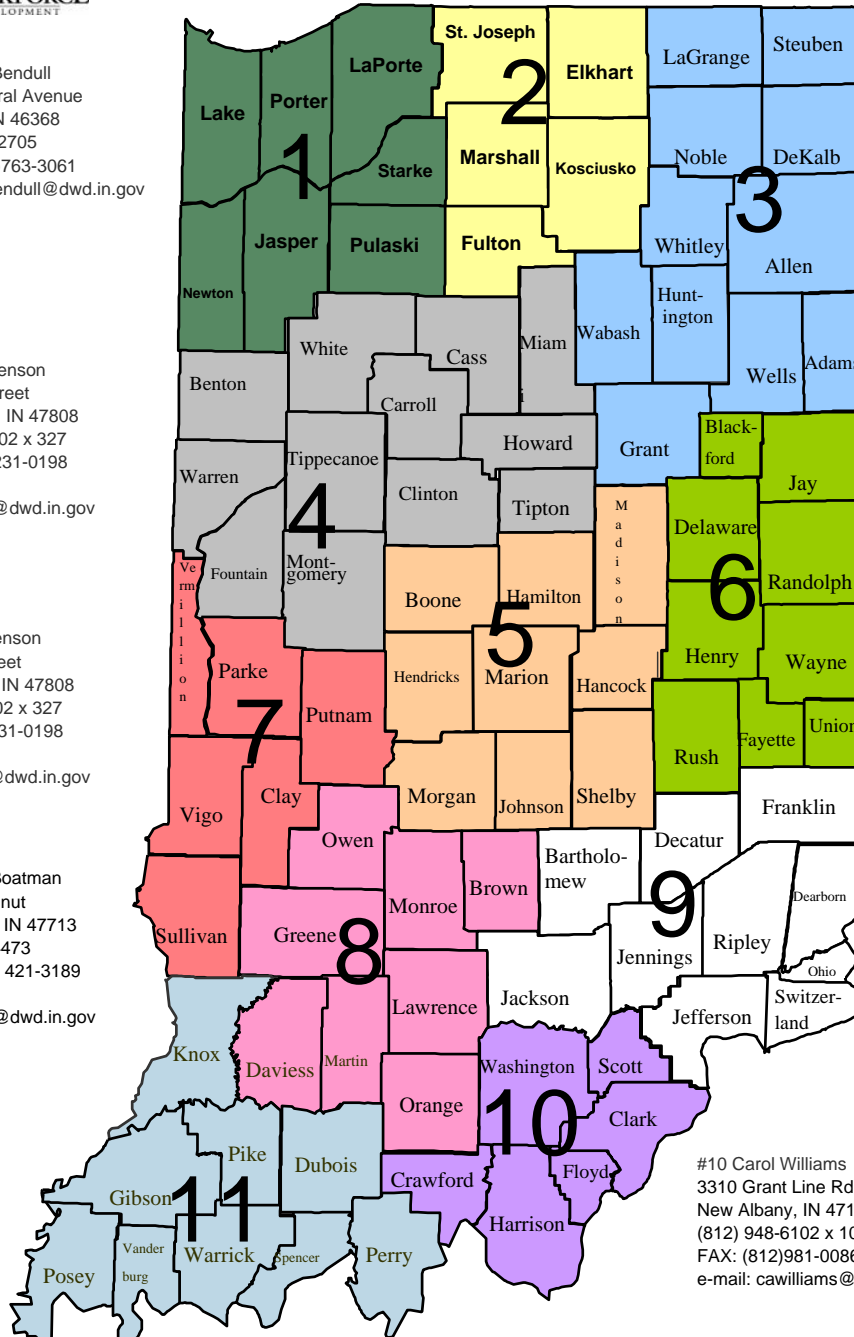 LOPMENT
Bendull
ral Avenue
N 46368
2705
763-3061
endull@dwd.in.gov
enson
reet
IN 47808
02 x 327
231-0198
@dwd.in.gov
enson
eet
IN 47808
02 x 327
31-0198
@dwd.in.gov
Boatman
nut
IN 47713
473
421-3189
@dwd.in.gov
St. Joseph
LaPorte
2
Elkhart
LaGrange
Steuben
Lake
Porter
1
Starke
Marshall
Kosciusko
Noble
DeKalb
3
Jasper
Pulaski
Fulton
Whitley
Allen
Newton
White
Cass
Miam
i
Wabash
Hunt-
ington
Wells
Adams
Benton
Carroll
Howard
Grant
Black-
ford
Jay
Warren
Tippecanoe
4
Clinton
Tipton
Madison
Delaware
Randolph
6
Vermillion
Fountain
Mont-
gomery
Boone
Hamilton
5
Henry
Wayne
Parke
Putnam
Hendricks
Marion
Hancock
Rush
Fayette
Union
7
Vigo
Clay
Morgan
Johnson
Shelby
Franklin
Owen
Decatur
Bartholo-
mew
Brown
Monroe
9
Dearborn
Sullivan
Greene
8
Jennings
Ripley
Ohio
Switzer-
land
Lawrence
Jackson
Jefferson
Knox
Daviess
Martin
Washington
Scott
Orange
10
Clark
Pike
Dubois
Crawford
Floyd
Gibson
11
Harrison
Posey
Vander
burg
Warrick
Spencer
Perry
#10 Carol Williams
3310 Grant Line Rd
New Albany, IN 471
(812) 948-6102 x 10
FAX: (812)981-0086
e-mail: cawilliams@